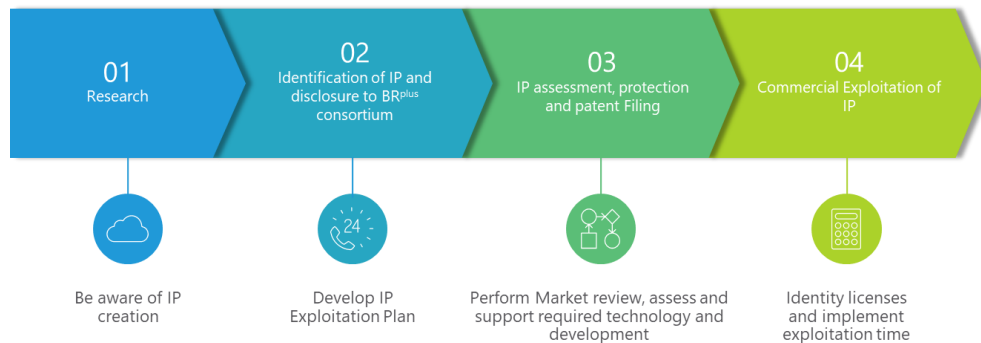 01
Research
02
Identification of IP and
disclosure to BRplus
consortium
03
IP assessment, protection
and patent Filing
04
Commercial Exploitation of
IP
24
Be aware of IP
creation
Develop IP
Exploitation Plan
Perform Market review, assess and
support required technology and
development
Identity licenses
and implement
exploitation time